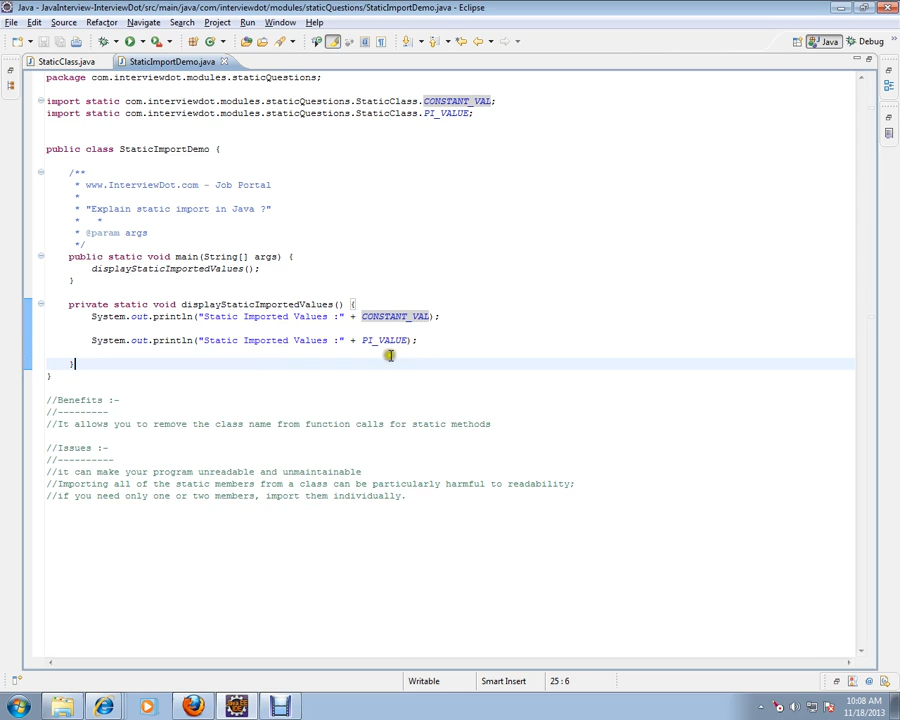 Java - JavaInterview-InterviewDot/src/main/java/com/interviewdot/modules/staticQuestions/StaticImportDemo.java - Eclipse
File Edit Source Refactor Navigate Search Project Run Window Help
Java Debug
StaticClass.java StaticImportDemo.java
package com.interviewdot.modules.staticQuestions;
import static com.interviewdot.modules.staticQuestions.StaticClass.CONSTANT_VAL;
import static com.interviewdot.modules.staticQuestions.StaticClass.PI_VALUE;
public class StaticImportDemo {
/**
* www.InterviewDot.com - Job Portal
*
* "Explain static import in Java ?"
* *
* @param args
*/
public static void main(String[] args) {
displayStaticImportedValues();
}
private static void displayStaticImportedValues() {
System.out.println("Static Imported Values :" + CONSTANT_VAL);
System.out.println("Static Imported Values :" + PI_VALUE);
}
}
//Benefits :-
//---------
//It allows you to remove the class name from function calls for static methods
//Issues :-
//----------
//it can make your program unreadable and unmaintainable
//Importing all of the static members from a class can be particularly harmful to readability;
//if you need only one or two members, import them individually.
Writable Smart Insert 25 : 6
10:08 AM
11/18/2013